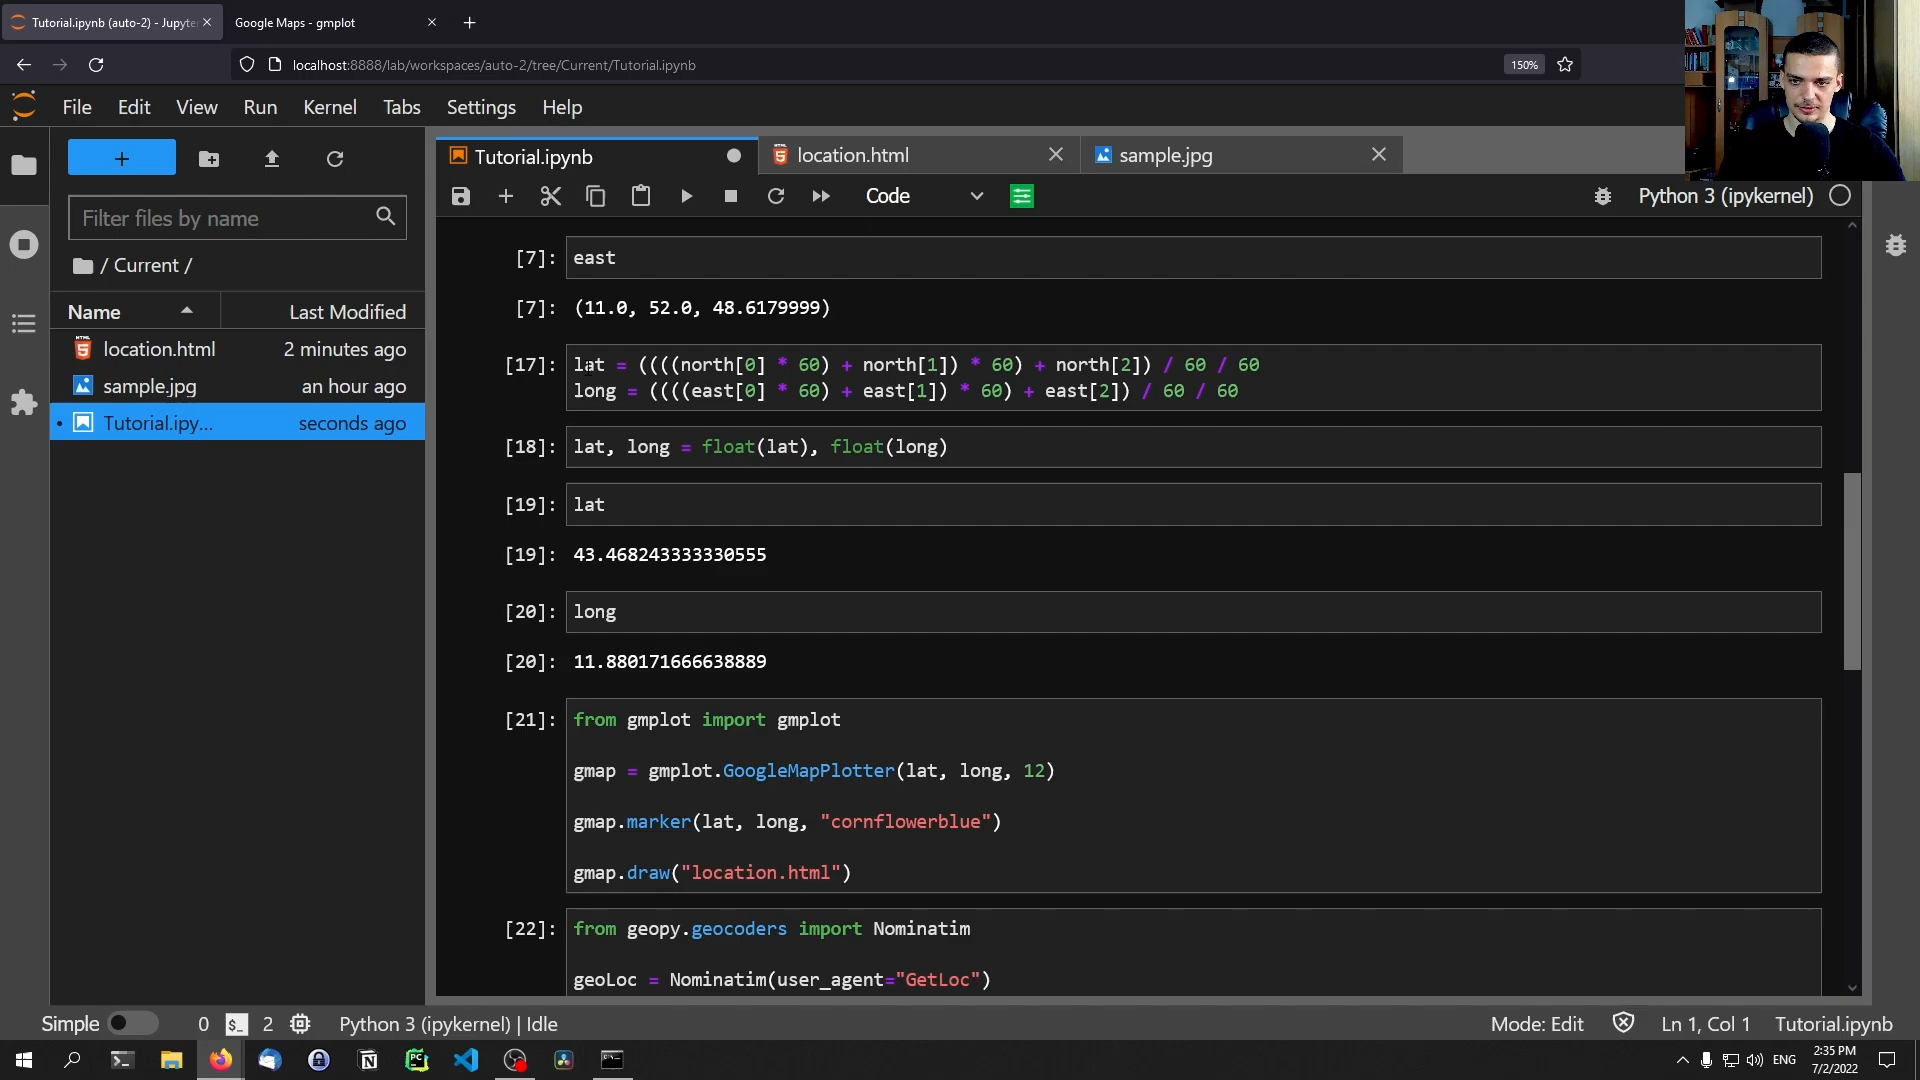 Tutorial.ipynb (auto-2) - Jupyte
Google Maps - gmplot
localhost:8888/lab/workspaces/auto-2/tree/Current/Tutorial.ipynb
150%
File Edit View Run Kernel Tabs Settings Help
Tutorial.ipynb
location.html
sample.jpg
Code
Python 3 (ipykernel)
Filter files by name
/ Current /
Name Last Modified
location.html 2 minutes ago
sample.jpg an hour ago
Tutorial.ipy... seconds ago
[7]: east
[7]: (11.0, 52.0, 48.6179999)
[17]: lat = ((((north[0] * 60) + north[1]) * 60) + north[2]) / 60 / 60
long = ((((east[0] * 60) + east[1]) * 60) + east[2]) / 60 / 60
[18]: lat, long = float(lat), float(long)
[19]: lat
[19]: 43.468243333330555
[20]: long
[20]: 11.880171666638889
[21]: from gmplot import gmplot
gmap = gmplot.GoogleMapPlotter(lat, long, 12)
gmap.marker(lat, long, "cornflowerblue")
gmap.draw("location.html")
[22]: from geopy.geocoders import Nominatim
geoLoc = Nominatim(user_agent="GetLoc")
Simple 0 $_ 2 Python 3 (ipykernel) | Idle
Mode: Edit Ln 1, Col 1 Tutorial.ipynb
ENG
2:35 PM
7/2/2022